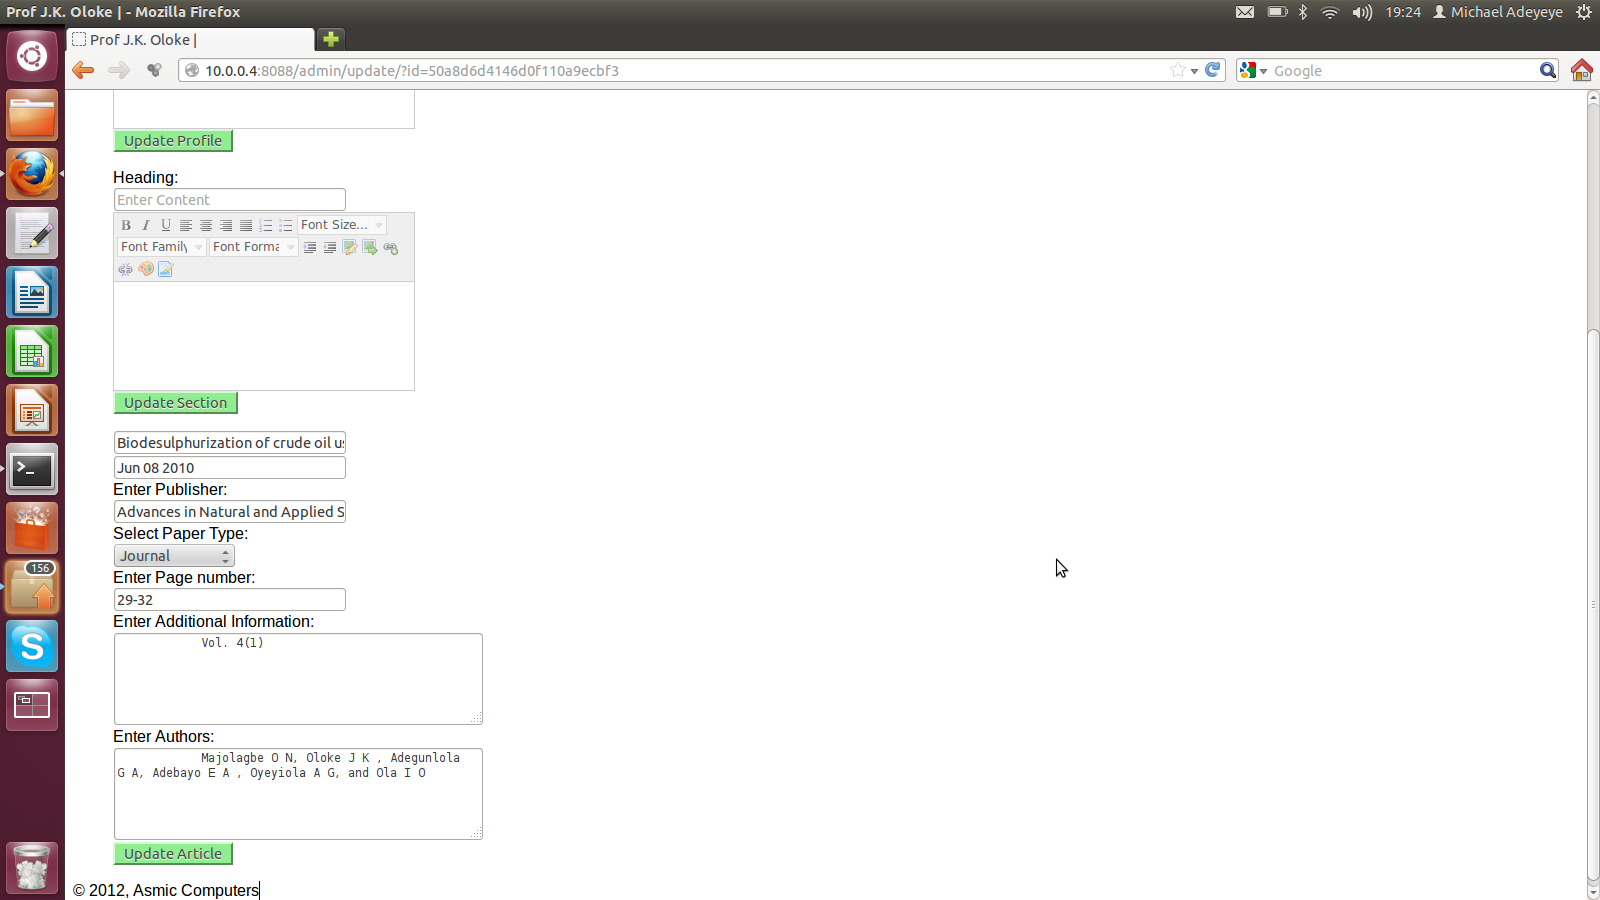 Prof J.K. Oloke | - Mozilla Firefox
19:24
Michael Adeyeye
Prof J.K. Oloke |
10.0.0.4:8088/admin/update/?id=50a8d6d4146d0f110a9ecbf3
Google
Update Profile
Heading:
Enter Content
B I U Font Size...
Font Family Font Forma
Update Section
Biodesulphurization of crude oil us
Jun 08 2010
Enter Publisher:
Advances in Natural and Applied S
Select Paper Type:
Journal
Enter Page number:
29-32
Enter Additional Information:
Vol. 4(1)
Enter Authors:
Majolagbe O N, Oloke J K , Adegunlola
G A, Adebayo E A , Oyeyiola A G, and Ola I O
Update Article
© 2012, Asmic Computers
156